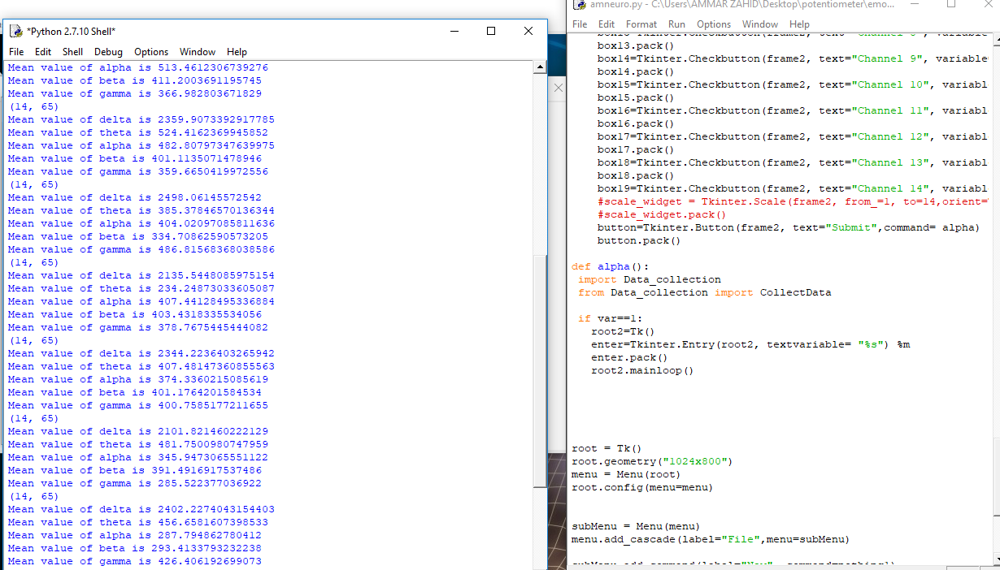 *Python 2.7.10 Shell*
File Edit Shell Debug Options Window Help
Mean value of alpha is 513.4612306739276
Mean value of beta is 411.2003691195745
Mean value of gamma is 366.982803671829
(14, 65)
Mean value of delta is 2359.9073392917785
Mean value of theta is 524.4162369945852
Mean value of alpha is 482.80797347639975
Mean value of beta is 401.1135071478946
Mean value of gamma is 359.6650419972556
(14, 65)
Mean value of delta is 2498.06145572542
Mean value of theta is 385.37846570136344
Mean value of alpha is 404.02097085811636
Mean value of beta is 334.70862590573205
Mean value of gamma is 486.81568368038586
(14, 65)
Mean value of delta is 2135.5448085975154
Mean value of theta is 234.24873033605087
Mean value of alpha is 407.44128495336884
Mean value of beta is 403.4318335534056
Mean value of gamma is 378.7675445444082
(14, 65)
Mean value of delta is 2344.2236403265942
Mean value of theta is 407.48147360855563
Mean value of alpha is 374.3360215085619
Mean value of beta is 401.1764201584534
Mean value of gamma is 400.7585177211655
(14, 65)
Mean value of delta is 2101.821460222129
Mean value of theta is 481.7500980747959
Mean value of alpha is 345.9473065551122
Mean value of beta is 391.4916917537486
Mean value of gamma is 285.522377036922
(14, 65)
Mean value of delta is 2402.2274043154403
Mean value of theta is 456.6581607398533
Mean value of alpha is 287.794862780412
Mean value of beta is 293.4133793232238
Mean value of gamma is 426.406192699073
amneuro.py - C:\Users\AMMAR ZAHID\Desktop\potentiometer\emo...
File Edit Format Run Options Window Help
box13.pack()
box14=Tkinter.Checkbutton(frame2, text="Channel 9", variable
box14.pack()
box15=Tkinter.Checkbutton(frame2, text="Channel 10", variabl
box15.pack()
box16=Tkinter.Checkbutton(frame2, text="Channel 11", variabl
box16.pack()
box17=Tkinter.Checkbutton(frame2, text="Channel 12", variabl
box17.pack()
box18=Tkinter.Checkbutton(frame2, text="Channel 13", variabl
box18.pack()
box19=Tkinter.Checkbutton(frame2, text="Channel 14", variabl
#scale_widget = Tkinter.Scale(frame2, from_=1, to=14,orient=
#scale_widget.pack()
button=Tkinter.Button(frame2, text="Submit",command= alpha)
button.pack()
def alpha():
import Data_collection
from Data_collection import CollectData
if var==1:
root2=Tk()
enter=Tkinter.Entry(root2, textvariable= "%s") %m
enter.pack()
root2.mainloop()
root = Tk()
root.geometry("1024x800")
menu = Menu(root)
root.config(menu=menu)
subMenu = Menu(menu)
menu.add_cascade(label="File",menu=subMenu)